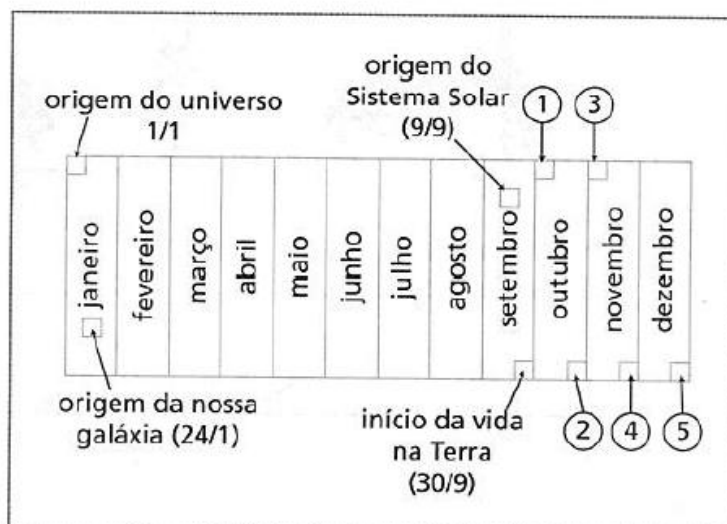 origem do universo
1/1
origem do
Sistema Solar
(9/9)
1
3
janeiro
fevereiro
março
abril
maio
junho
julho
agosto
setembro
outubro
novembro
dezembro
origem da nossa
galáxia (24/1)
início da vida
na Terra
(30/9)
2
4
5